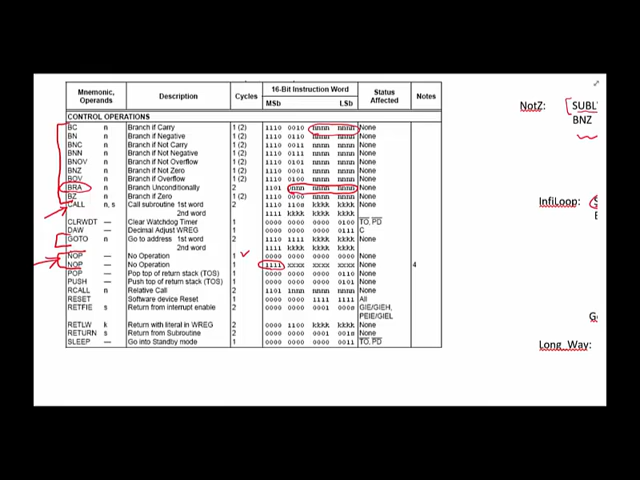 Mnemonic, Operands Description Cycles 16-Bit Instruction Word Status Affected Notes
MSb LSb
CONTROL OPERATIONS
BC n Branch if Carry 1 (2) 1110 0010 nnnn nnnn None
BN n Branch if Negative 1 (2) 1110 0110 nnnn nnnn None
BNC n Branch if Not Carry 1 (2) 1110 0011 nnnn nnnn None
BNN n Branch if Not Negative 1 (2) 1110 0111 nnnn nnnn None
BNOV n Branch if Not Overflow 1 (2) 1110 0101 nnnn nnnn None
BNZ n Branch if Not Zero 1 (2) 1110 0001 nnnn nnnn None
BOV n Branch if Overflow 1 (2) 1110 0100 nnnn nnnn None
BRA n Branch Unconditionally 2 1101 0nnn nnnn nnnn None
BZ n Branch if Zero 1 (2) 1110 0000 nnnn nnnn None
CALL n, s Call subroutine 1st word 2 1110 110s kkkk kkkk None
2nd word 1111 kkkk kkkk kkkk
CLRWDT — Clear Watchdog Timer 1 0000 0000 0000 0100 TO, PD
DAW — Decimal Adjust WREG 1 0000 0000 0000 0111 C
GOTO n Go to address 1st word 2 1110 1111 kkkk kkkk None
2nd word 1111 kkkk kkkk kkkk
NOP — No Operation 1 0000 0000 0000 0000 None
NOP — No Operation 1 1111 xxxx xxxx xxxx None 4
POP — Pop top of return stack (TOS) 1 0000 0000 0000 0110 None
PUSH — Push top of return stack (TOS) 1 0000 0000 0000 0101 None
RCALL n Relative Call 2 1101 1nnn nnnn nnnn None
RESET Software device Reset 1 0000 0000 1111 1111 All
RETFIE s Return from interrupt enable 2 0000 0000 0001 000s GIE/GIEH,
PEIE/GIEL
RETLW k Return with literal in WREG 2 0000 1100 kkkk kkkk None
RETURN s Return from Subroutine 2 0000 0000 0001 001s None
SLEEP — Go into Standby mode 1 0000 0000 0000 0011 TO, PD
NotZ: SUBL
BNZ
InfiLoop:
Long_Way: